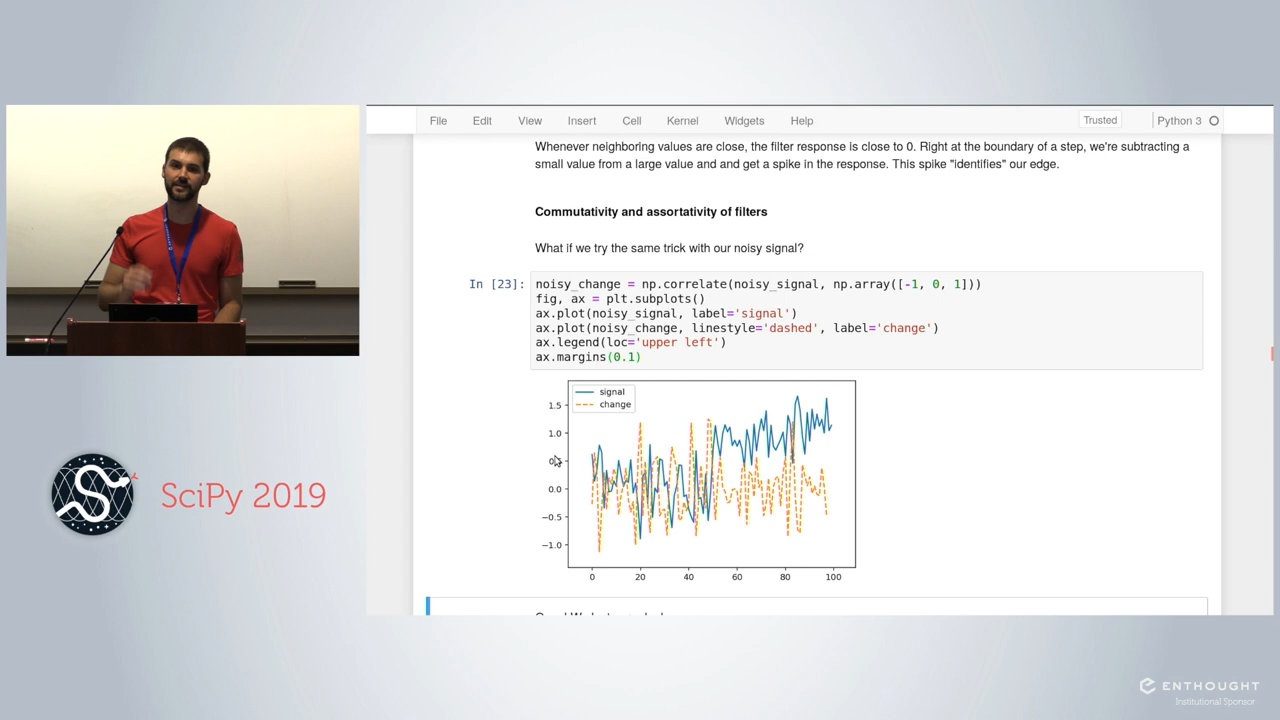 File Edit View Insert Cell Kernel Widgets Help Trusted Python 3
Whenever neighboring values are close, the filter response is close to 0. Right at the boundary of a step, we're subtracting a
small value from a large value and and get a spike in the response. This spike "identifies" our edge.
Commutativity and assortativity of filters
What if we try the same trick with our noisy signal?
In [23]:
noisy_change = np.correlate(noisy_signal, np.array([-1, 0, 1]))
fig, ax = plt.subplots()
ax.plot(noisy_signal, label='signal')
ax.plot(noisy_change, linestyle='dashed', label='change')
ax.legend(loc='upper left')
ax.margins(0.1)
signal
change
1.5
1.0
0.0
−0.5
−1.0
0 20 40 60 80 100
SciPy 2019
ENTHOUGHT
Institutional Sponsor